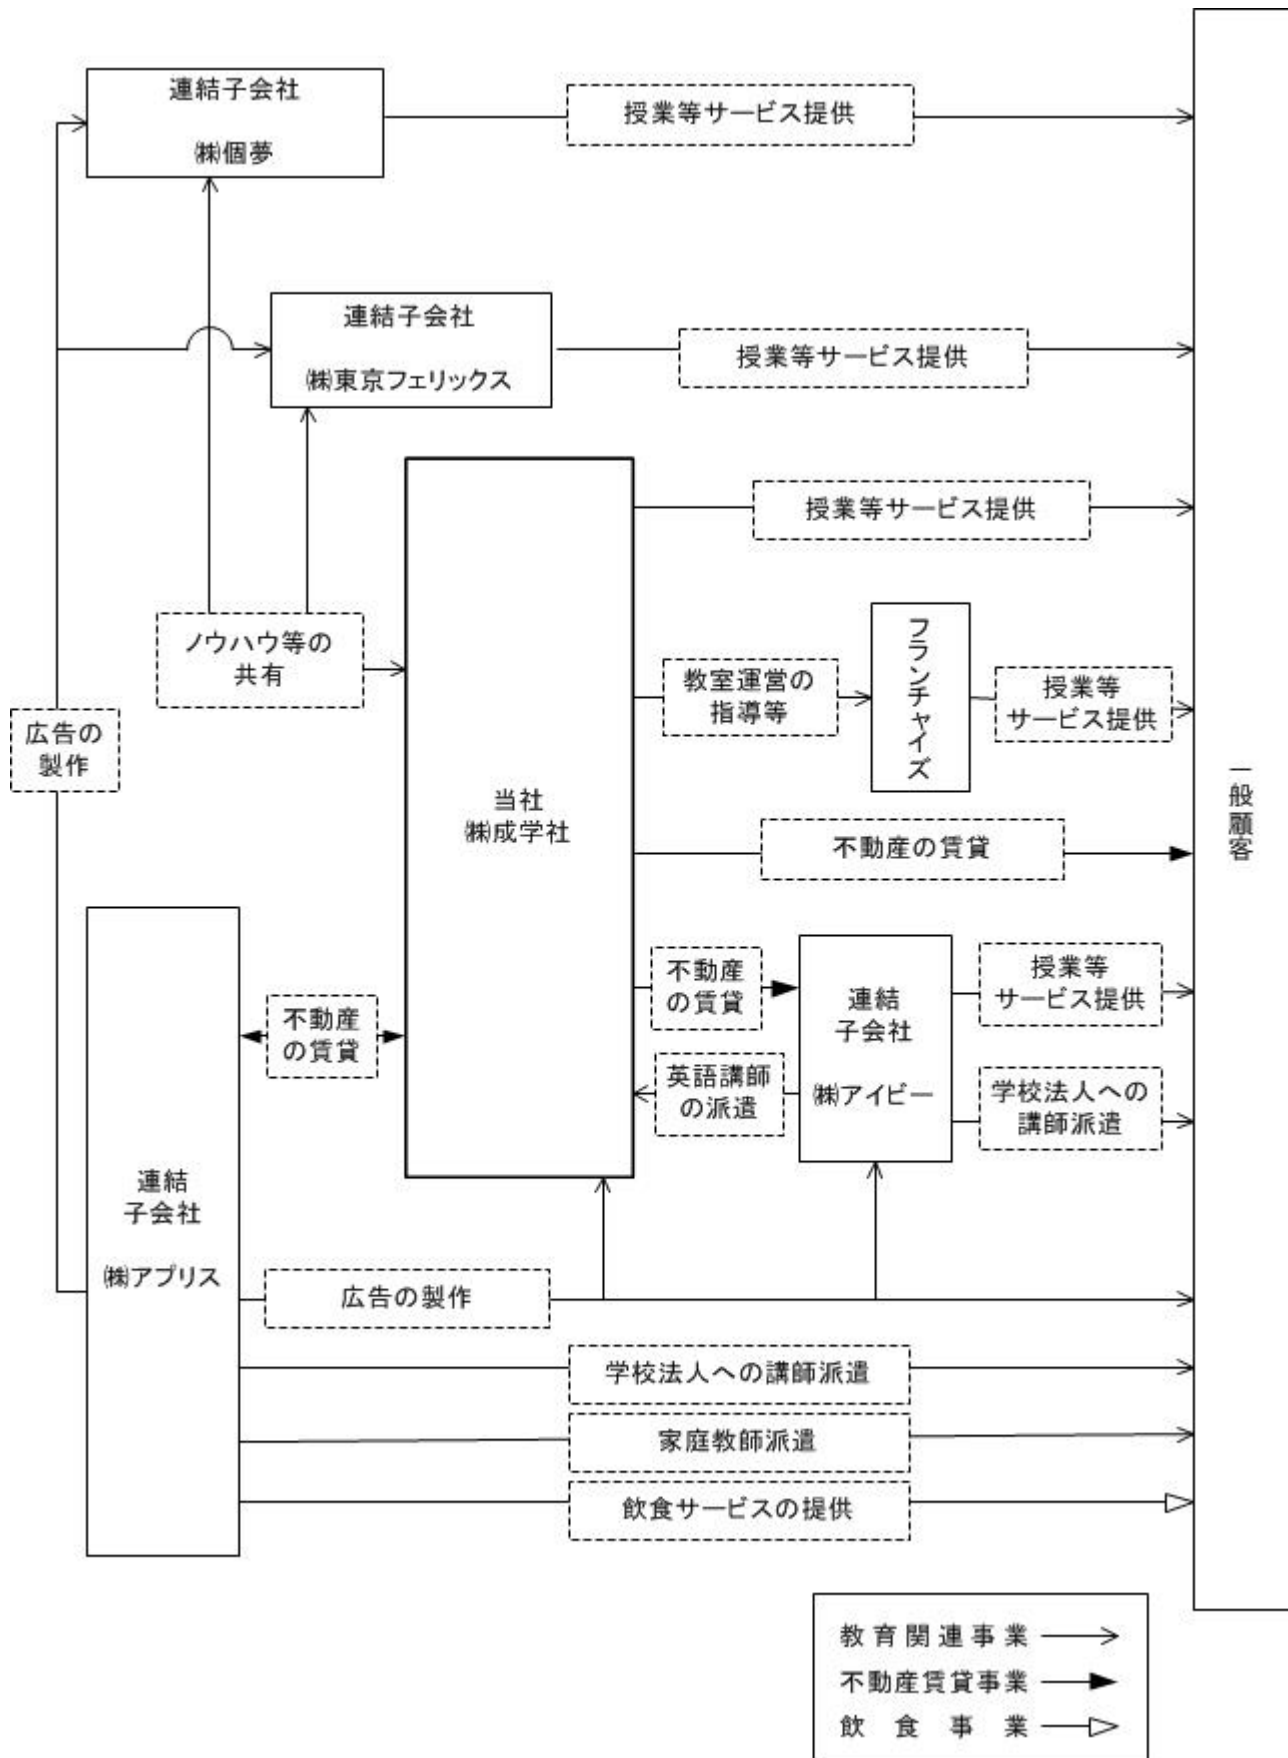 連結子会社
㈱個夢
授業等サービス提供
連結子会社
㈱東京フェリックス
授業等サービス提供
授業等サービス提供
ノウハウ等の
共有
教室運営の
指導等
フランチャイズ
授業等
サービス提供
広告の
製作
当社
㈱成学社
不動産の賃貸
一般顧客
不動産
の賃貸
不動産
の賃貸
連結
子会社
㈱アイビー
授業等
サービス提供
英語講師
の派遣
学校法人への
講師派遣
連結
子会社
㈱アプリス
広告の製作
学校法人への講師派遣
家庭教師派遣
飲食サービスの提供
教育関連事業
不動産賃貸事業
飲食事業